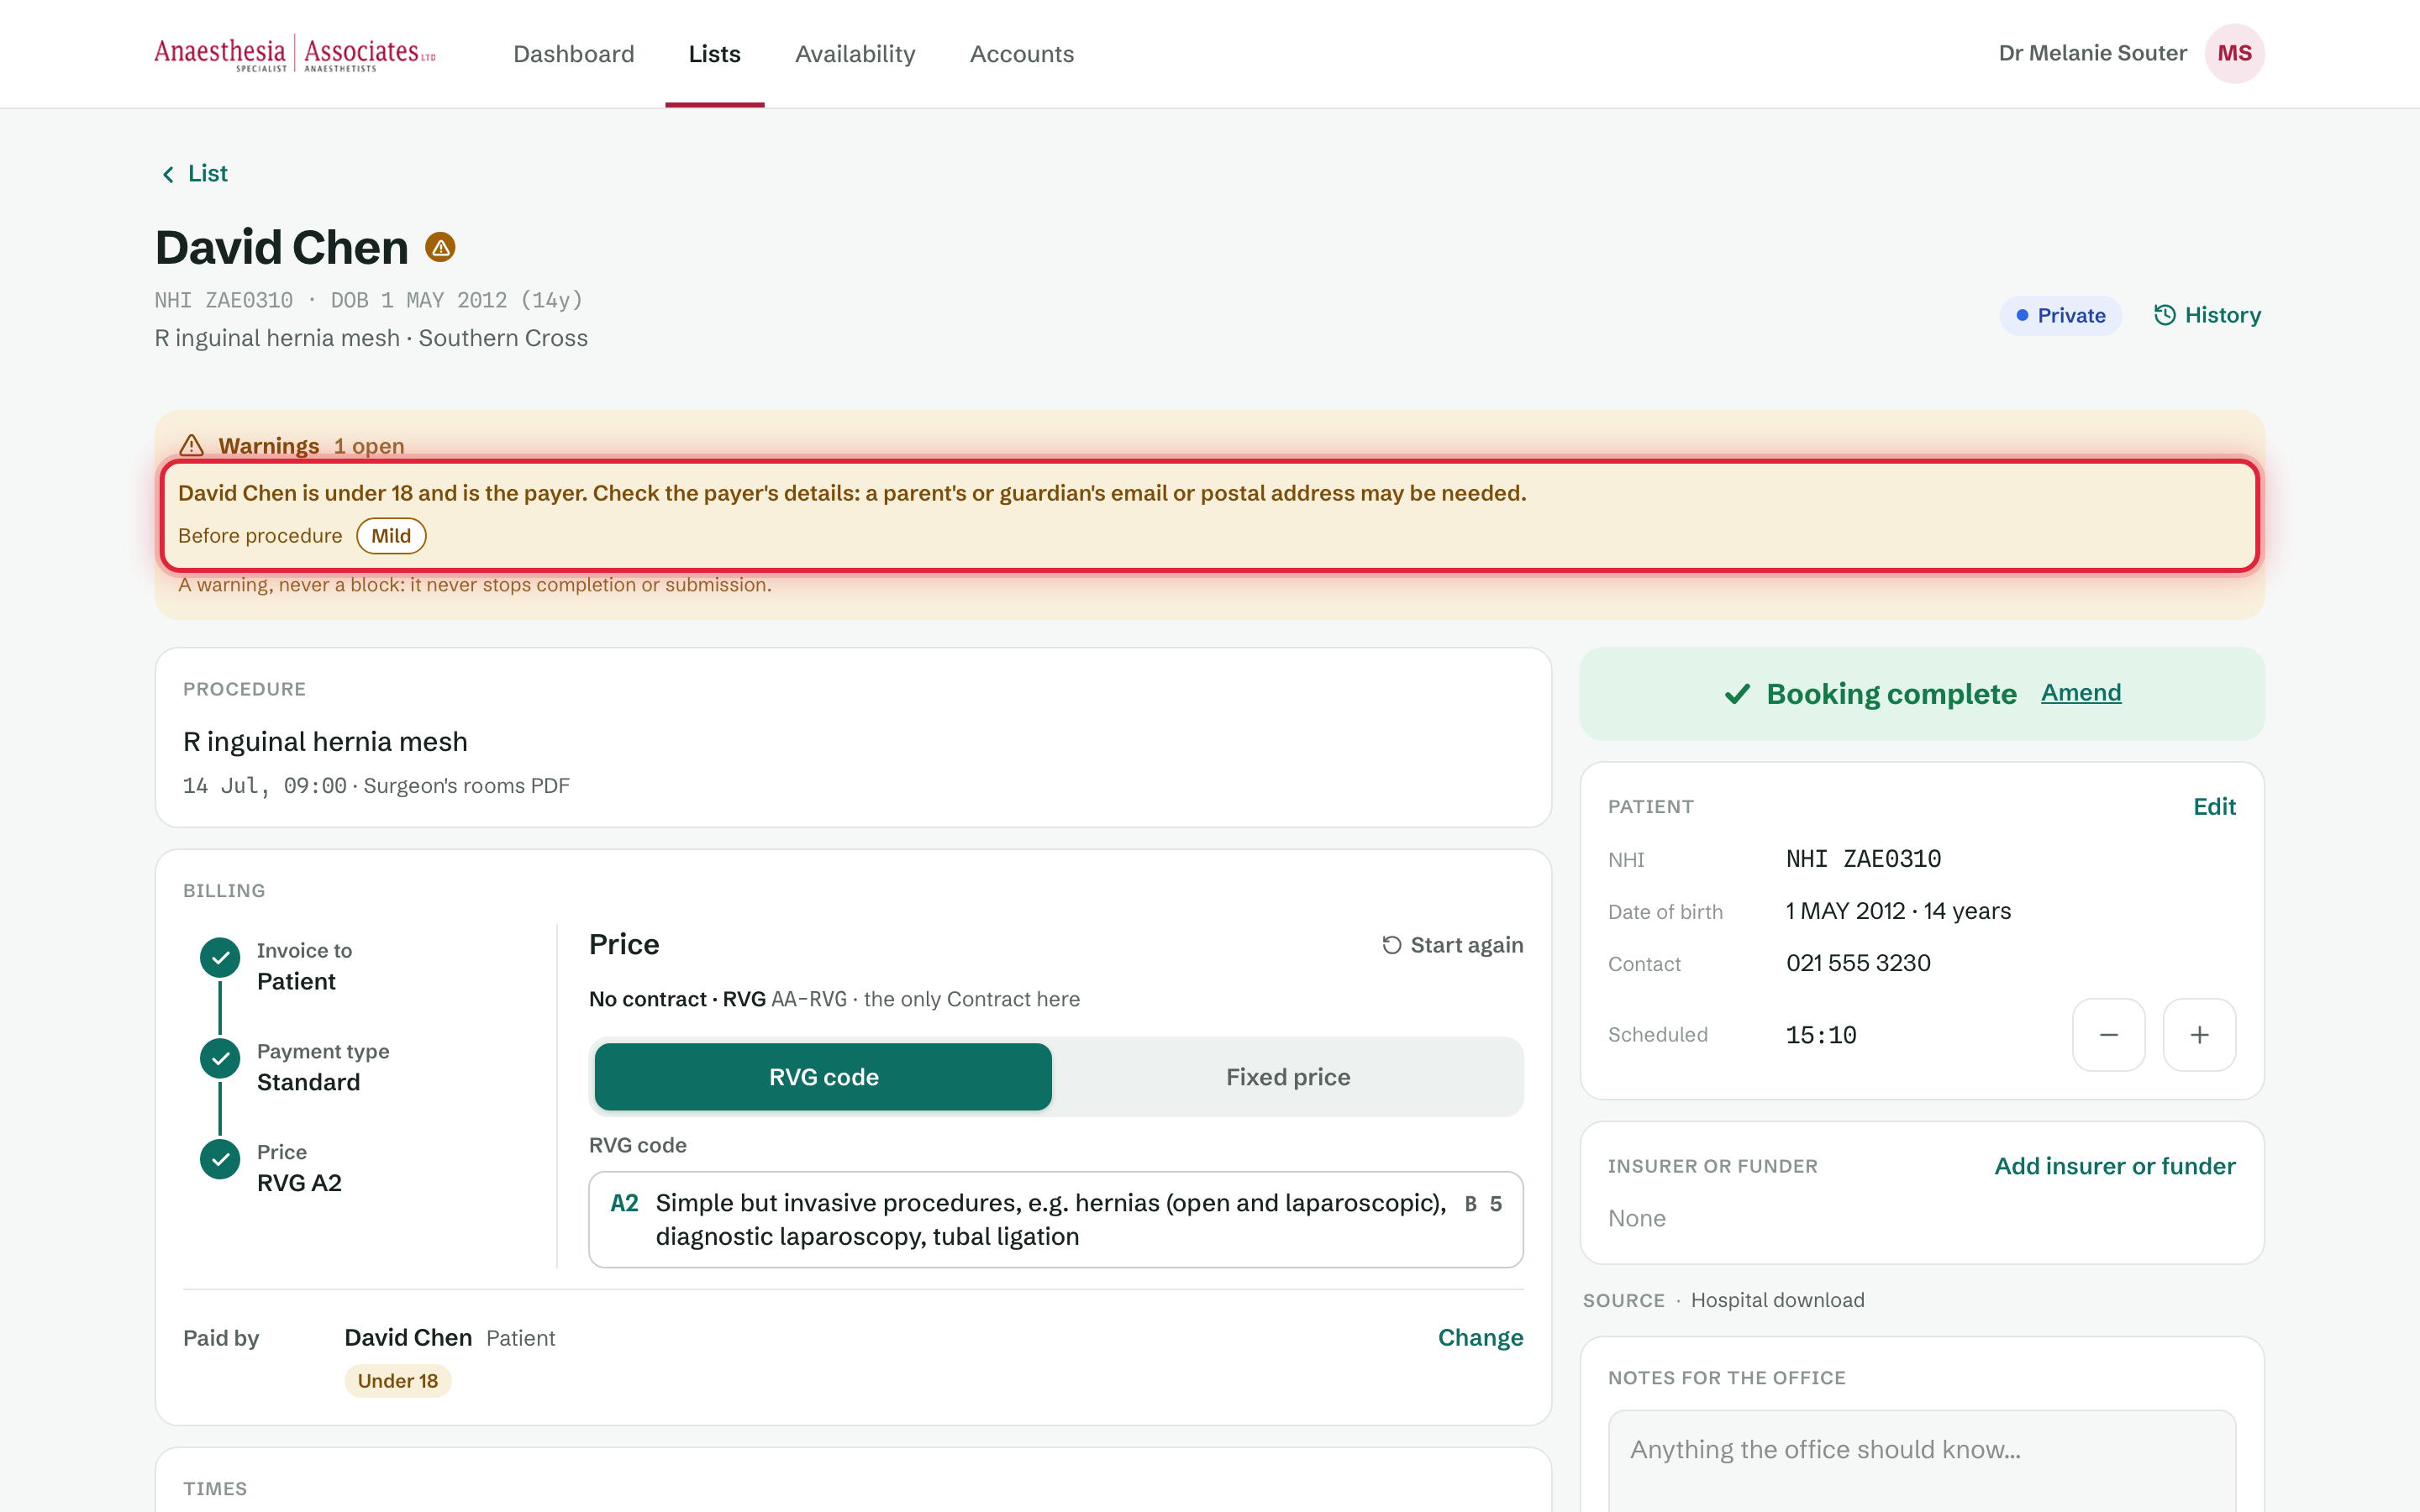 Anaesthesia | Associates LTD
SPECIALIST ANAESTHETISTS
Dashboard
Lists
Availability
Accounts
Dr Melanie Souter
MS
List
David Chen
NHI ZAE0310 · DOB 1 MAY 2012 (14y)
R inguinal hernia mesh · Southern Cross
Private
History
Warnings 1 open
David Chen is under 18 and is the payer. Check the payer's details: a parent's or guardian's email or postal address may be needed.
Before procedure Mild
A warning, never a block: it never stops completion or submission.
PROCEDURE
R inguinal hernia mesh
14 Jul, 09:00 · Surgeon's rooms PDF
BILLING
Invoice to
Patient
Payment type
Standard
Price
RVG A2
Price
Start again
No contract · RVG AA-RVG · the only Contract here
RVG code
Fixed price
RVG code
A2 Simple but invasive procedures, e.g. hernias (open and laparoscopic), B 5
diagnostic laparoscopy, tubal ligation
Paid by
David Chen Patient
Change
Under 18
TIMES
Booking complete Amend
PATIENT
Edit
NHI NHI ZAE0310
Date of birth 1 MAY 2012 · 14 years
Contact 021 555 3230
Scheduled 15:10 − +
INSURER OR FUNDER
Add insurer or funder
None
SOURCE · Hospital download
NOTES FOR THE OFFICE
Anything the office should know...